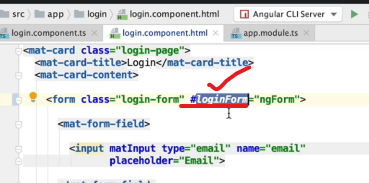 src app login login.component.html Angular CLI Server
login.component.ts login.component.html app.module.ts
<mat-card class="login-page">
<mat-card-title>Login</mat-card-title>
<mat-card-content>
<form class="login-form" #loginForm="ngForm">
<mat-form-field>
<input matInput type="email" name="email"
placeholder="Email">